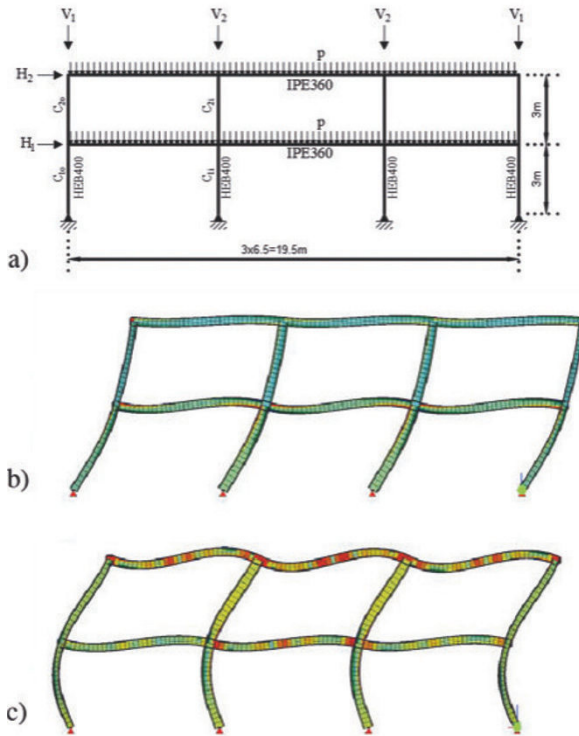 V₁ V₂ V₂ V₁
a)
p
H₂
IPE360
C₂ₒ C₂ᵢ
3m
p
H₁
IPE360
C₁ₒ HEB400 C₁ᵢ HEB400 HEB400 HEB400
3m
3x6.5=19.5m
b)
c)